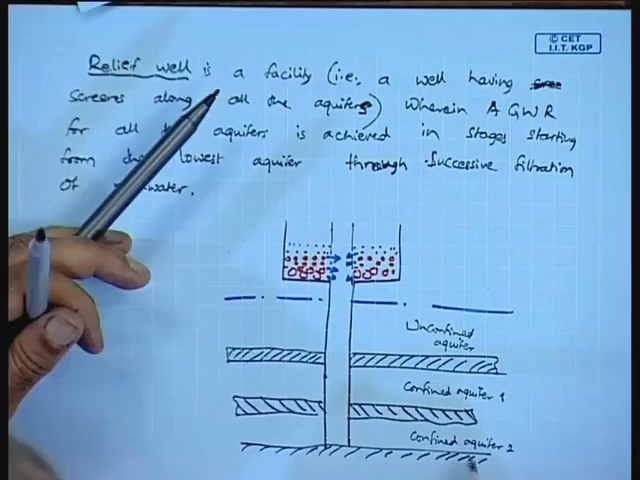 © CET
I.I.T. KGP
Relief well is a facility (i.e., a well having
screens along all the aquifers) wherein AGWR
for all aquifers is achieved in stages starting
from the lowest aquifer through successive filtration
of water.
Unconfined
aquifer
Confined aquifer 1
Confined aquifer 2